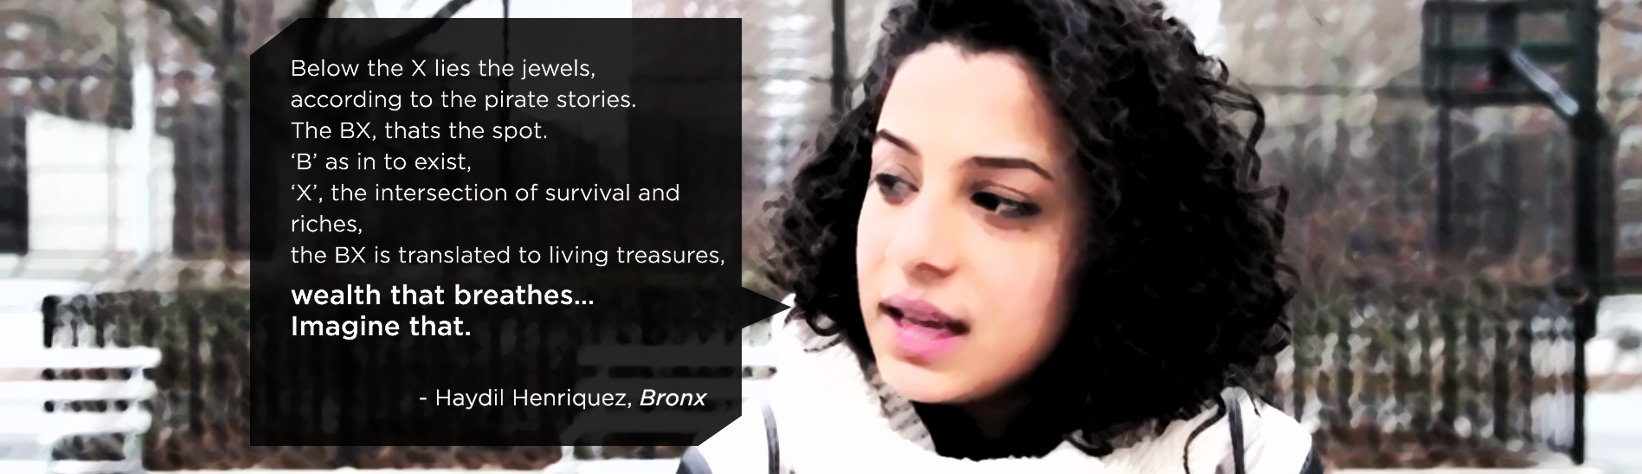 Below the X lies the jewels,
according to the pirate stories.
The BX, thats the spot.
‘B’ as in to exist,
‘X’, the intersection of survival and
riches,
the BX is translated to living treasures,
wealth that breathes...
Imagine that.
- Haydil Henriquez, Bronx